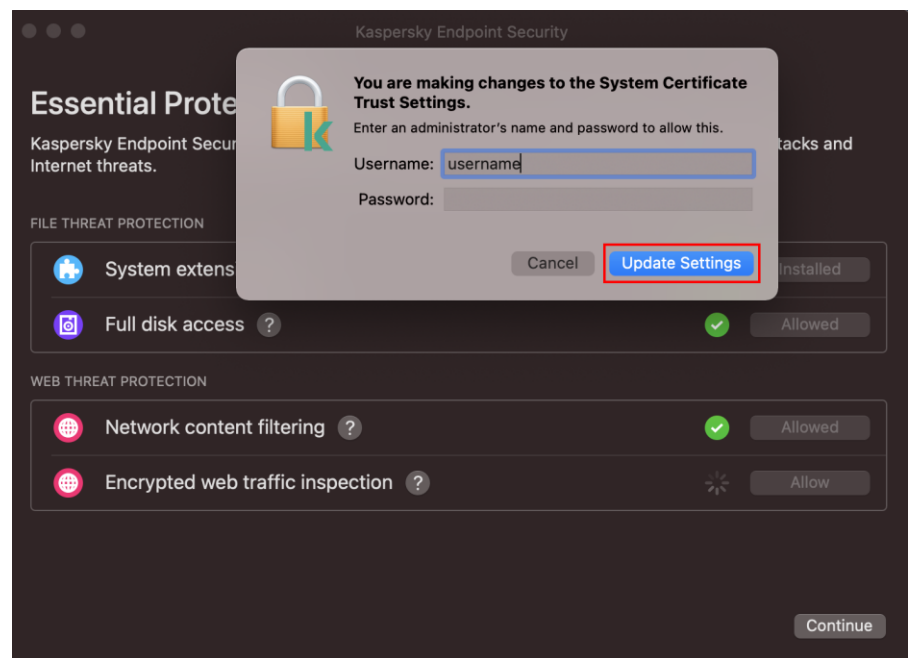 Kaspersky Endpoint Security
You are making changes to the System Certificate
Trust Settings.
Enter an administrator's name and password to allow this.
Username: username
Password:
Cancel Update Settings
Essential Prote
Kaspersky Endpoint Secur tacks and
Internet threats.
FILE THREAT PROTECTION
System extens Installed
Full disk access ? Allowed
WEB THREAT PROTECTION
Network content filtering ? Allowed
Encrypted web traffic inspection ? Allow
Continue